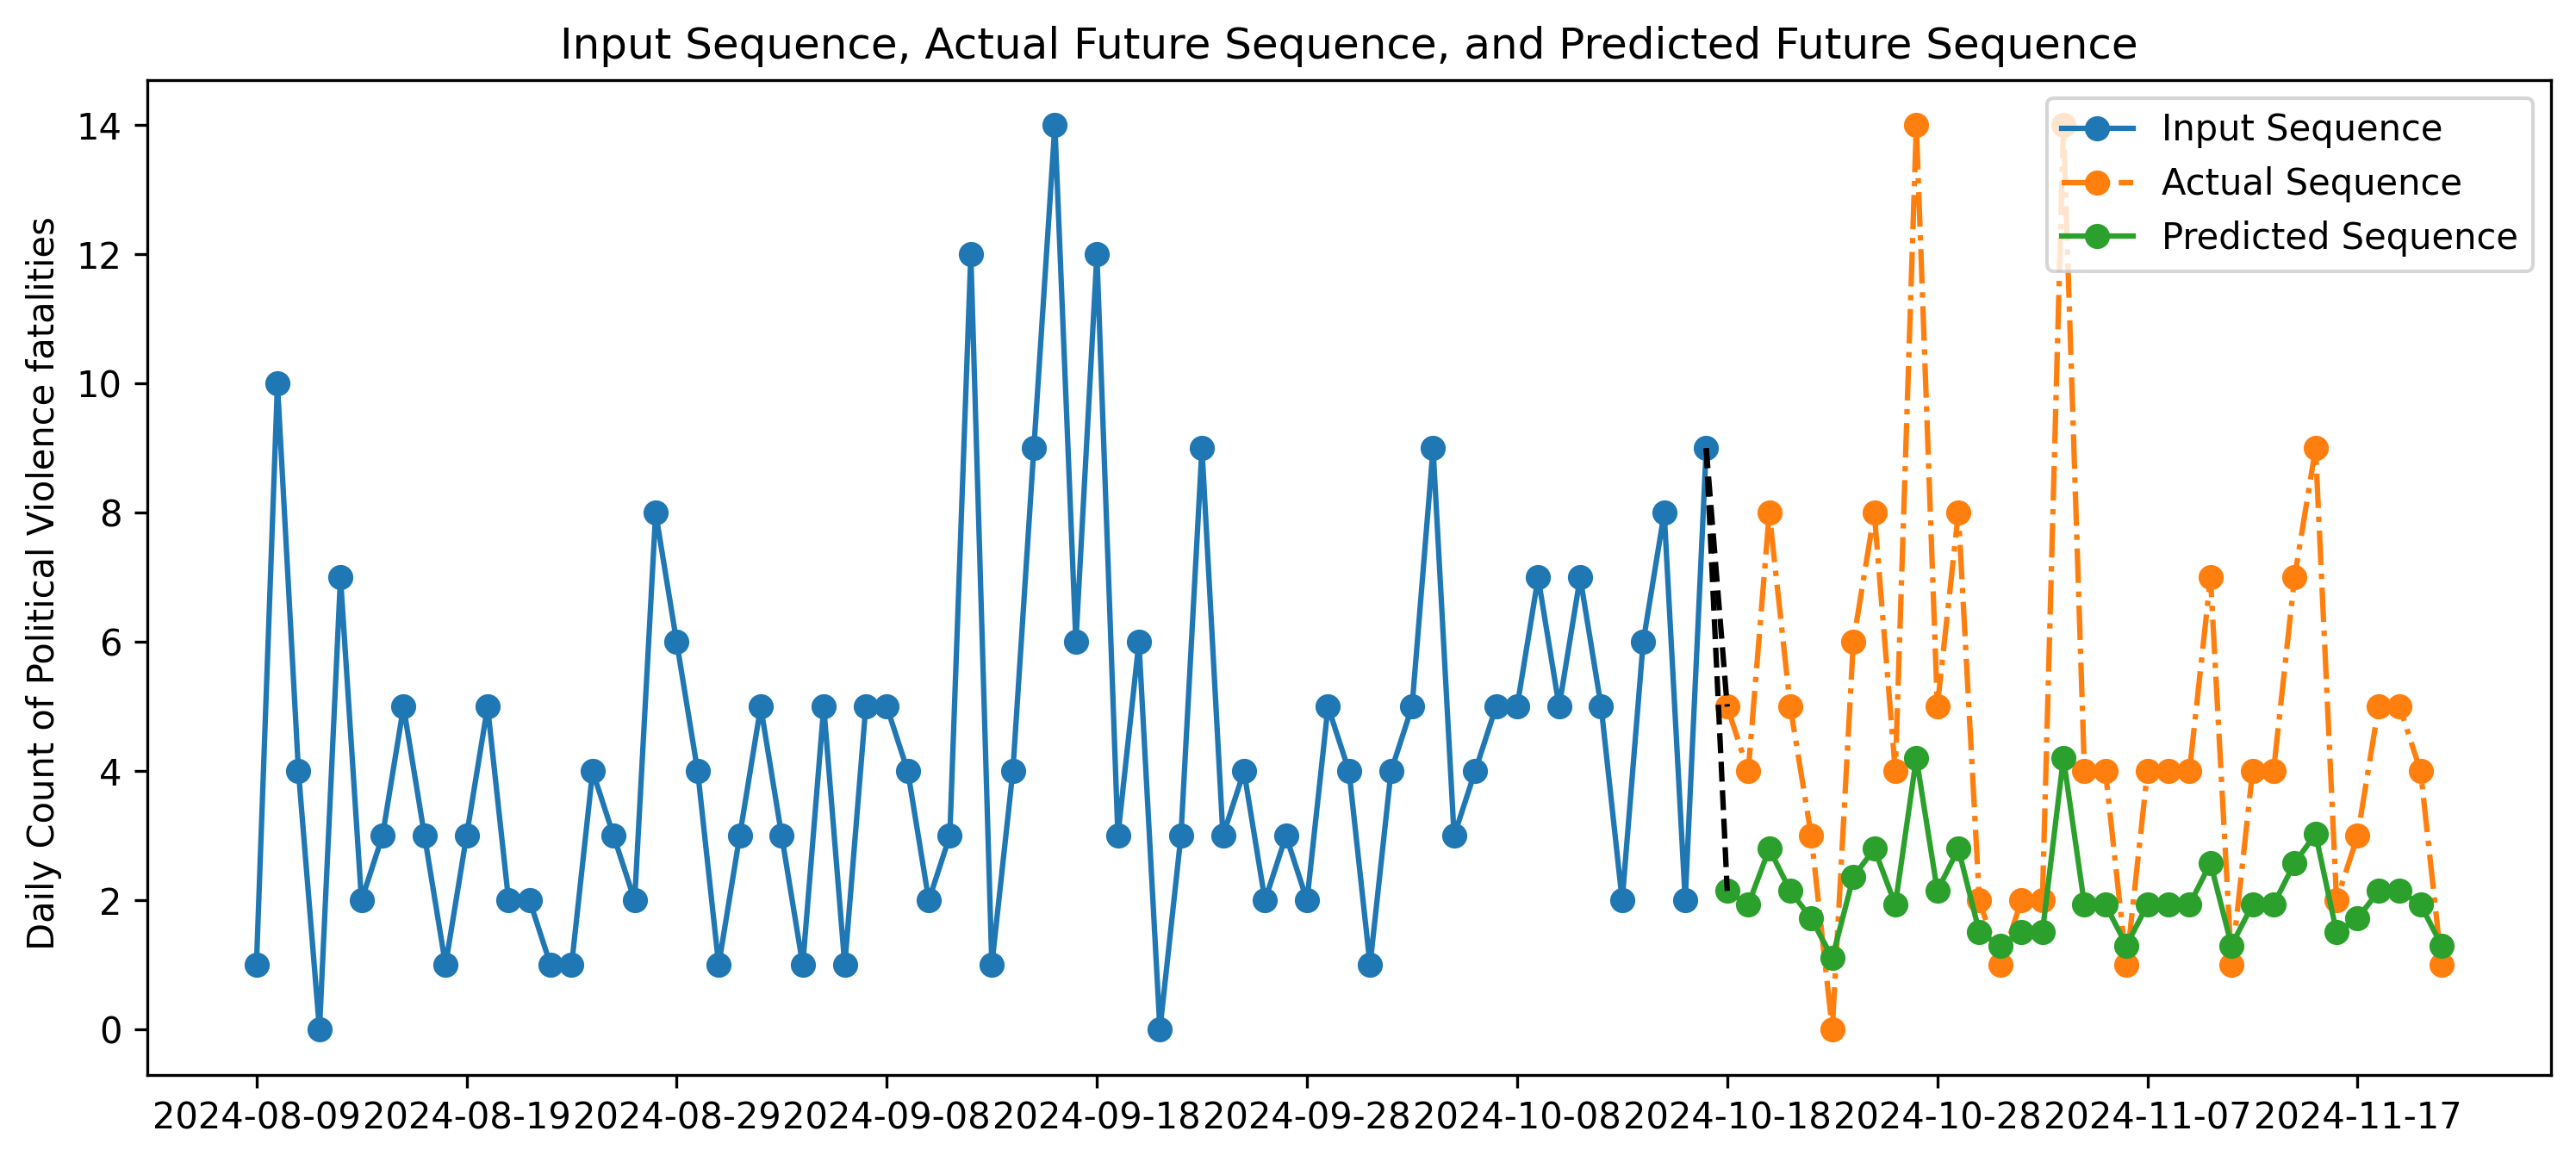 Input Sequence, Actual Future Sequence, and Predicted Future Sequence
Daily Count of Political Violence fatalities
14
12
10
8
6
4
2
0
Input Sequence
Actual Sequence
Predicted Sequence
2024-08-09 2024-08-19 2024-08-29 2024-09-08 2024-09-18 2024-09-28 2024-10-08 2024-10-18 2024-10-28 2024-11-07 2024-11-17